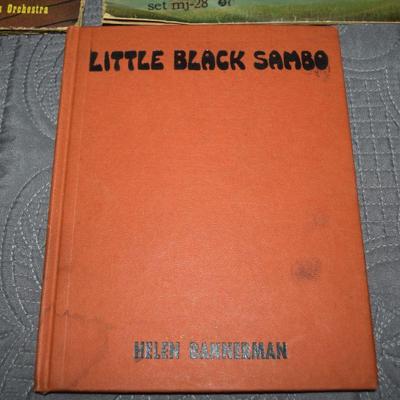 Orchestra
set mj-28
LITTLE BLACK SAMBO
HELEN BANNERMAN